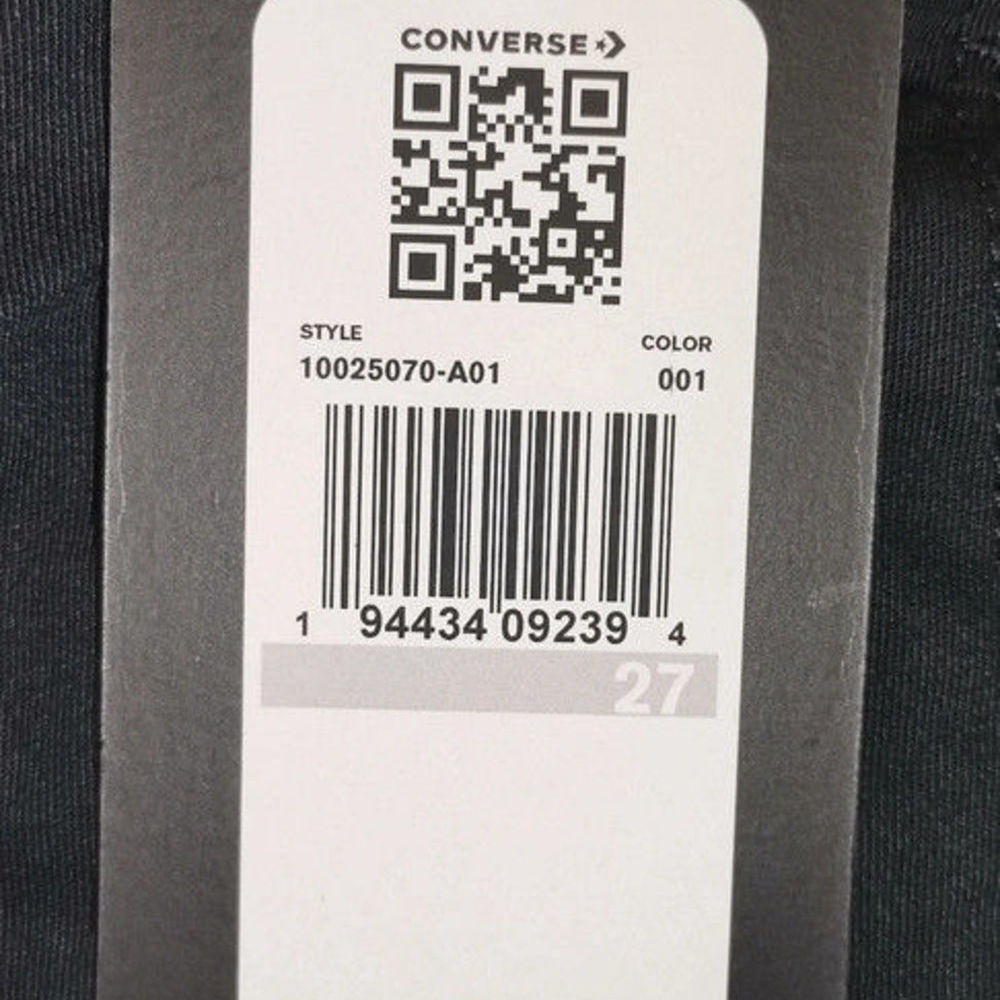 CONVERSE
STYLE
COLOR
10025070-A01
001
1 94434 09239 4
27